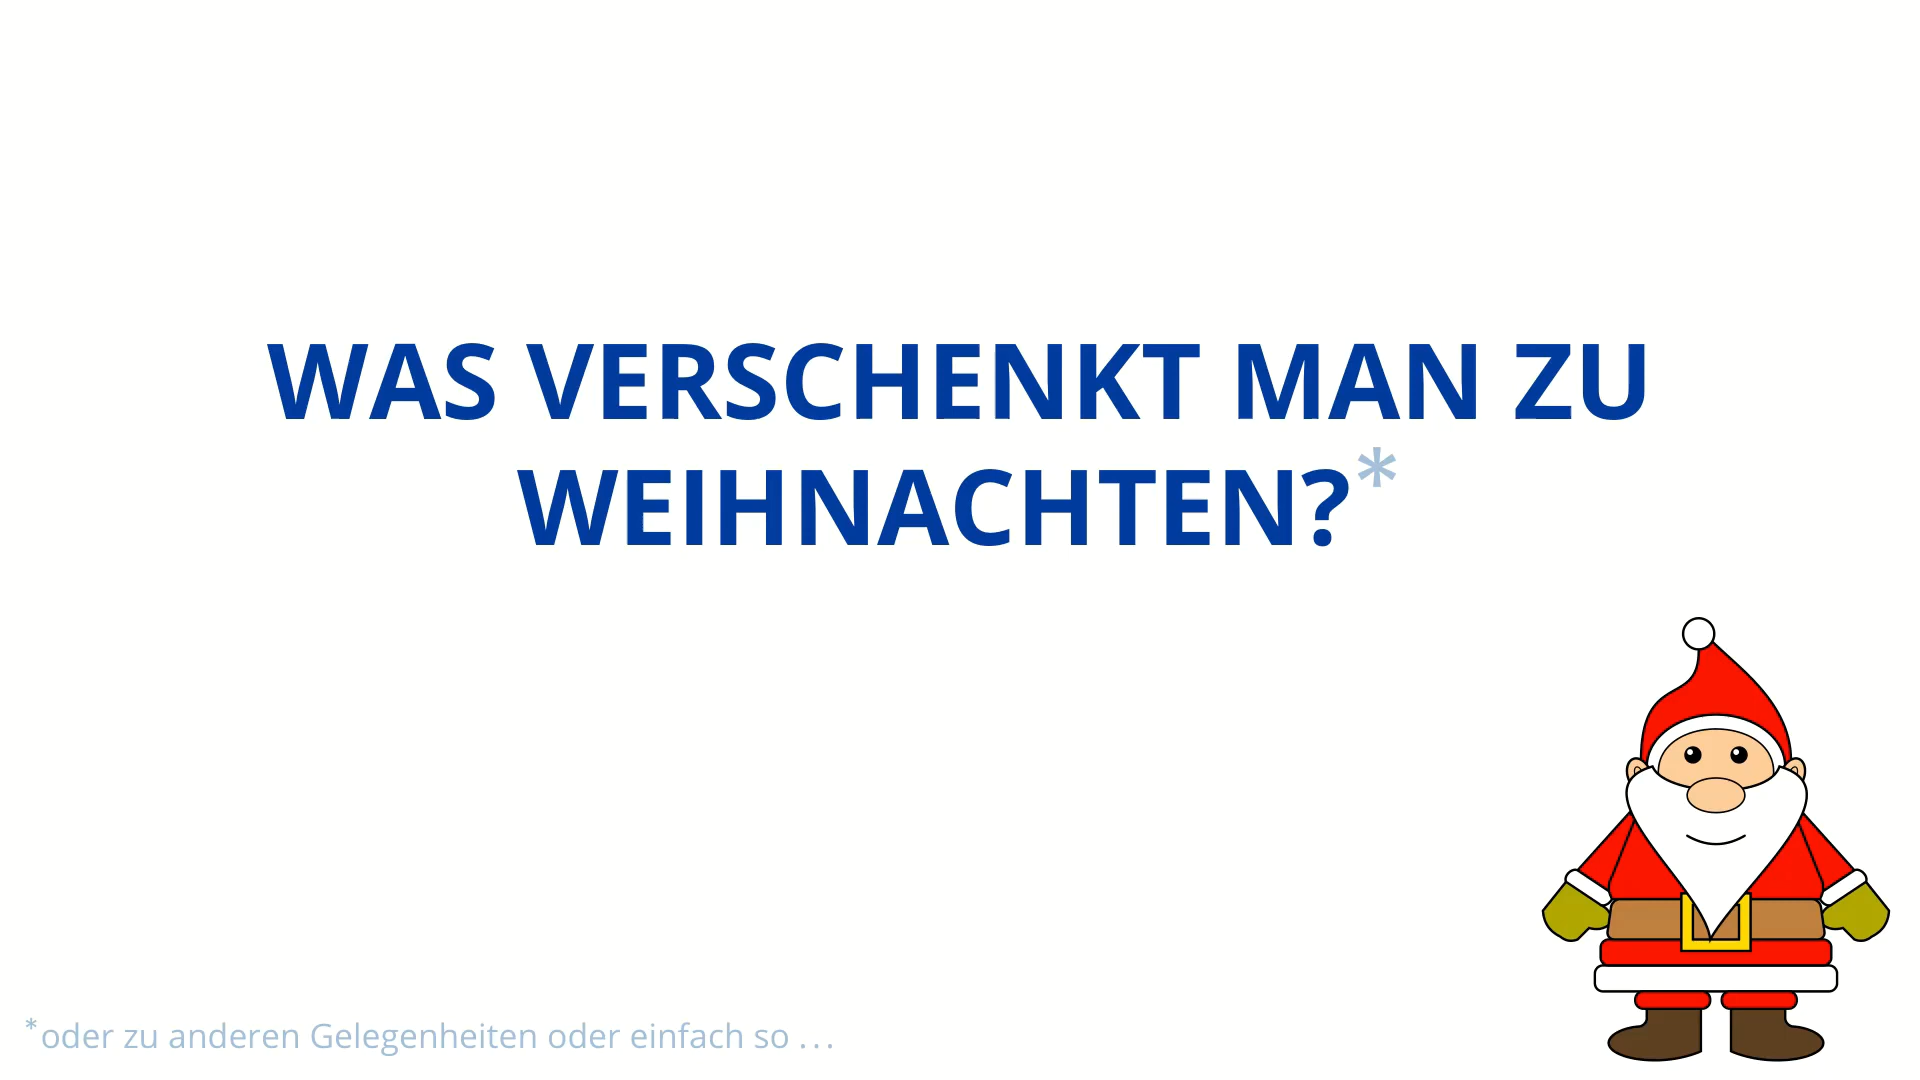 WAS VERSCHENKT MAN ZU
WEIHNACHTEN?*
*oder zu anderen Gelegenheiten oder einfach so ...